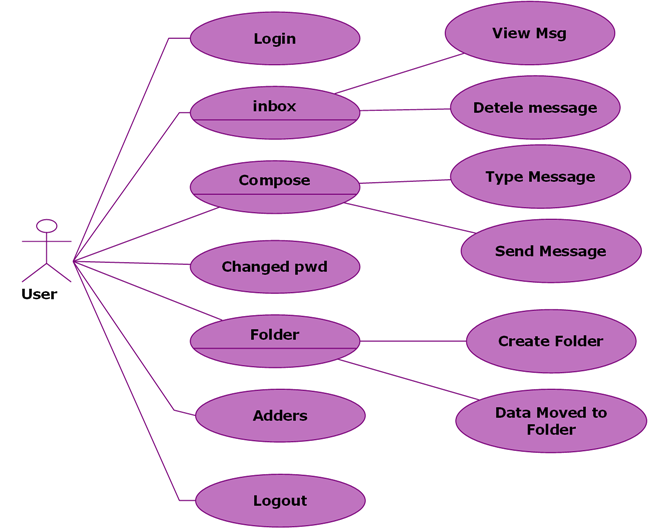 Login
View Msg
inbox
Detele message
Compose
Type Message
Send Message
Changed pwd
User
Folder
Create Folder
Data Moved to
Folder
Adders
Logout